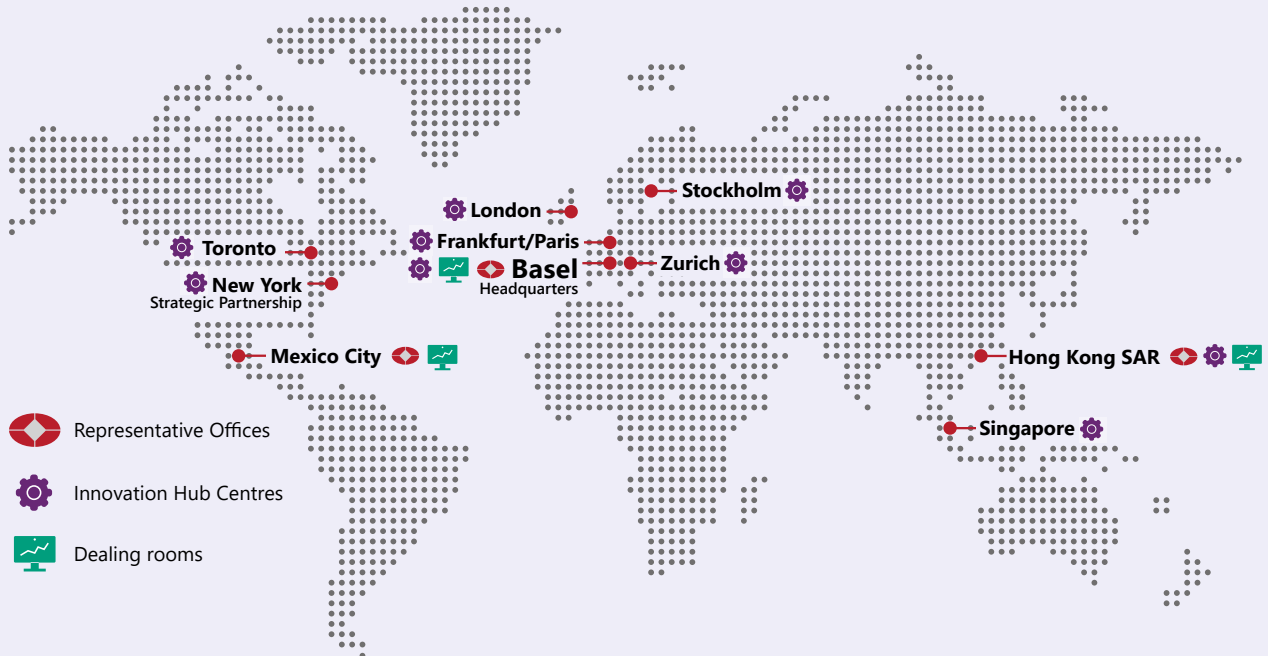 Stockholm
London
Toronto
Frankfurt/Paris
Basel
Headquarters
Zurich
New York
Strategic Partnership
Mexico City
Hong Kong SAR
Representative Offices
Singapore
Innovation Hub Centres
Dealing rooms